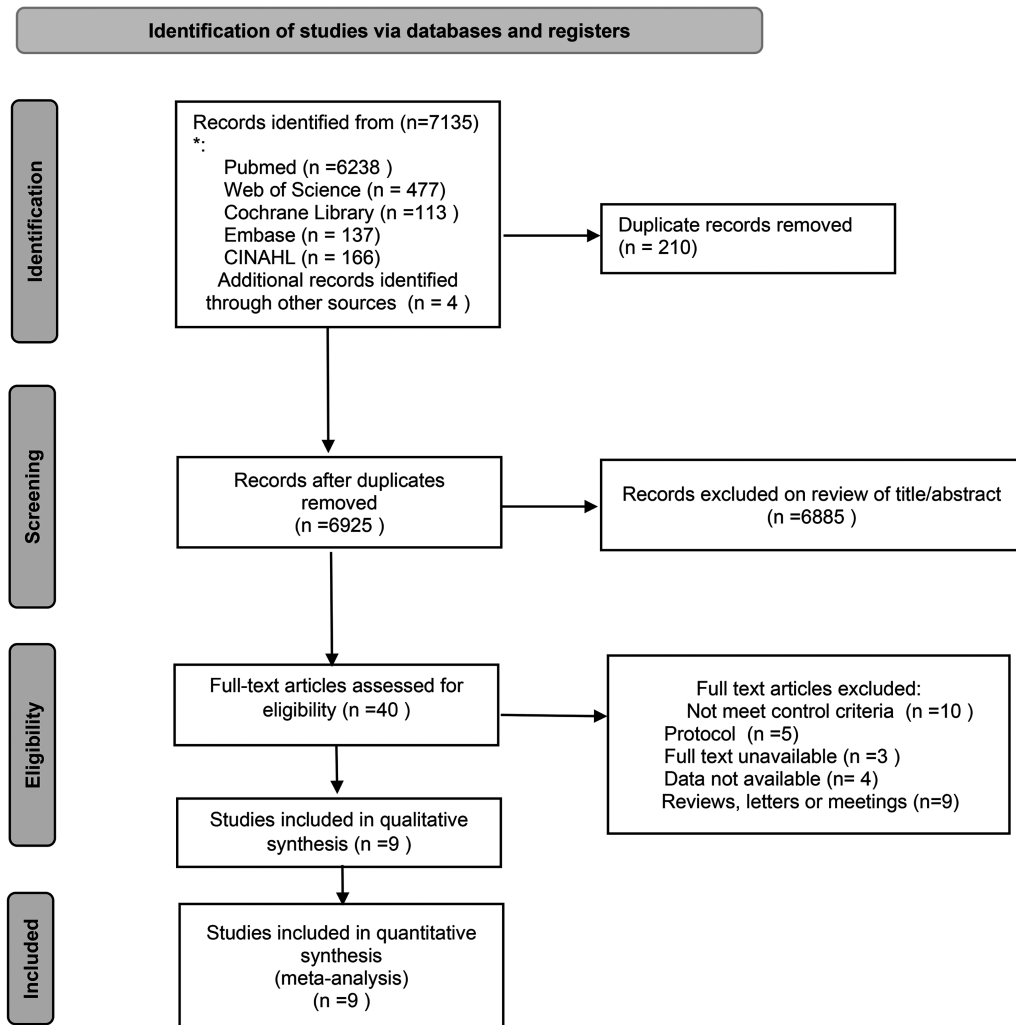 Identification of studies via databases and registers
Identification
Records identified from (n=7135)
*:
Pubmed (n =6238 )
Web of Science (n = 477)
Cochrane Library (n =113 )
Embase (n = 137)
CINAHL (n = 166)
Additional records identified
through other sources (n = 4 )
Duplicate records removed
(n = 210)
Screening
Records after duplicates
removed
(n =6925 )
Records excluded on review of title/abstract
(n =6885 )
Eligibility
Full-text articles assessed for
eligibility (n =40 )
Full text articles excluded:
Not meet control criteria (n =10 )
Protocol (n =5)
Full text unavailable (n =3 )
Data not available (n= 4)
Reviews, letters or meetings (n=9)
Studies included in qualitative
synthesis (n =9 )
Included
Studies included in quantitative
synthesis
(meta-analysis)
(n =9 )